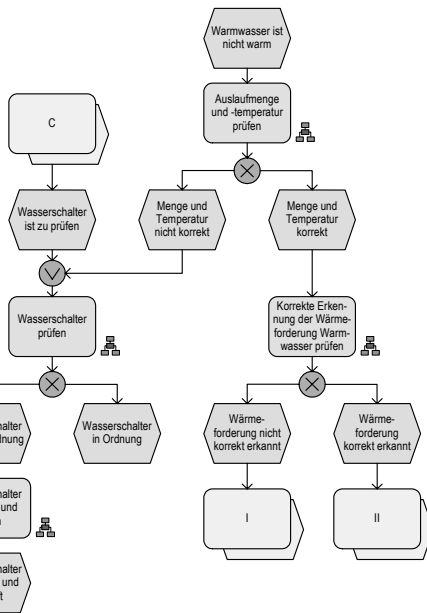 Warmwasser ist
nicht warm
Auslaufmenge
und -temperatur
prüfen
C
Wasserschalter
ist zu prüfen
Menge und
Temperatur
nicht korrekt
Menge und
Temperatur
korrekt
Wasserschalter
prüfen
Korrekte Erken-
nung der Wärme-
forderung Warm-
wasser prüfen
Wasserschalter
in Ordnung
Wärme-
forderung nicht
korrekt erkannt
Wärme-
forderung
korrekt erkannt
und
I
II
und